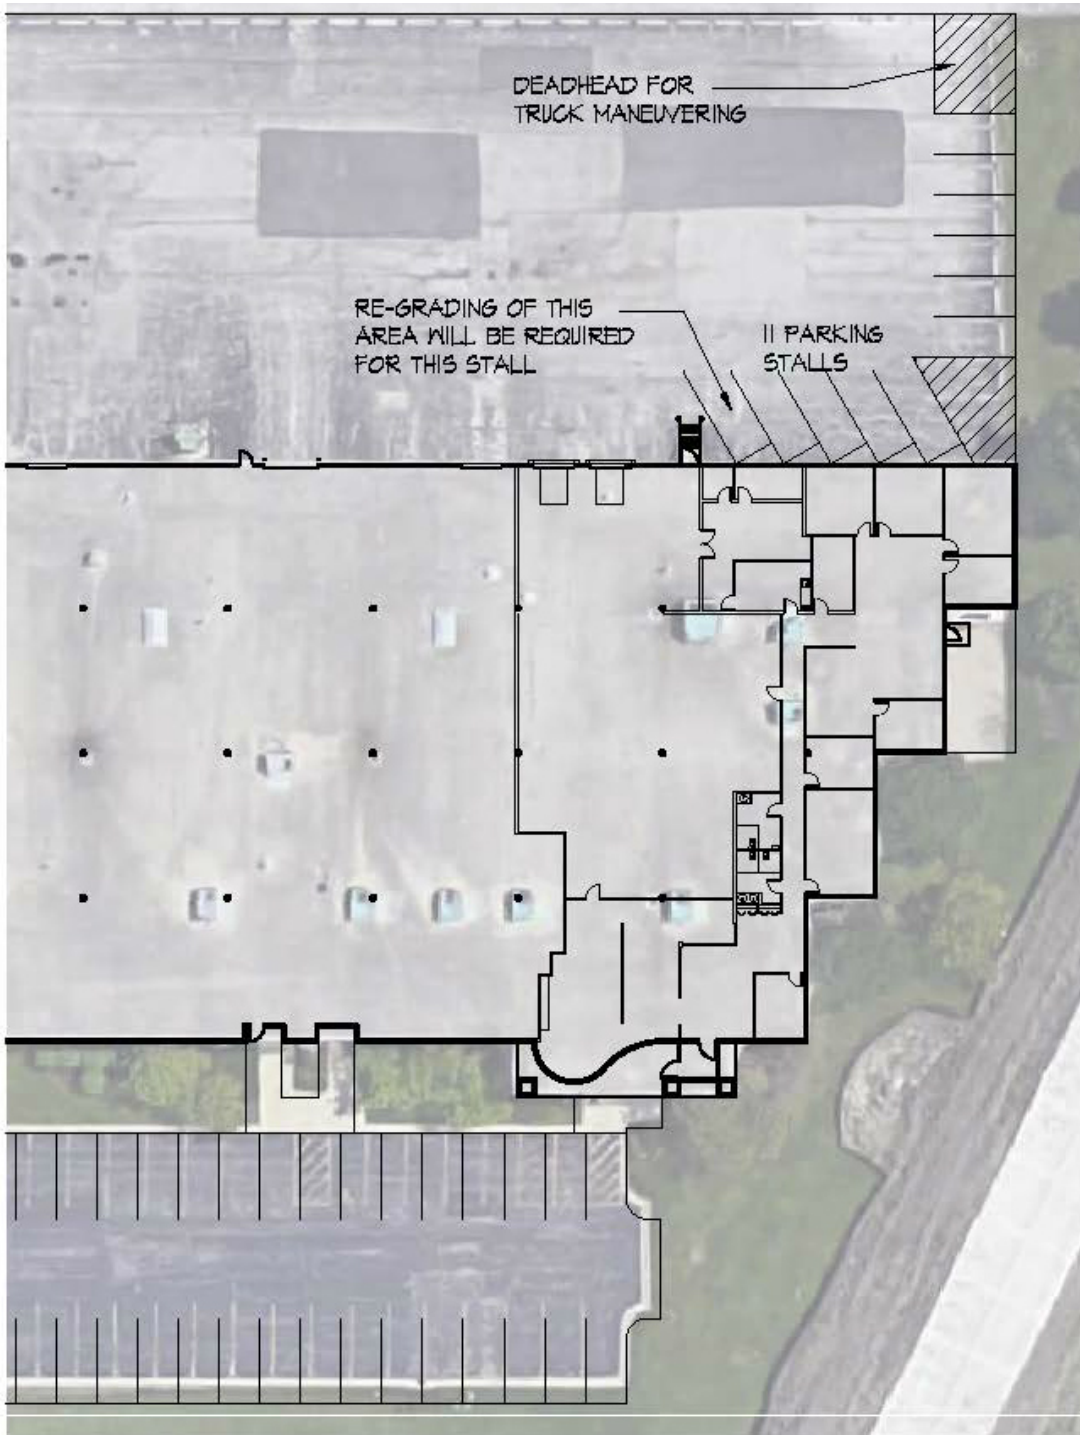 DEADHEAD FOR
TRUCK MANEUVERING
RE-GRADING OF THIS
AREA WILL BE REQUIRED
FOR THIS STALL
11 PARKING
STALLS